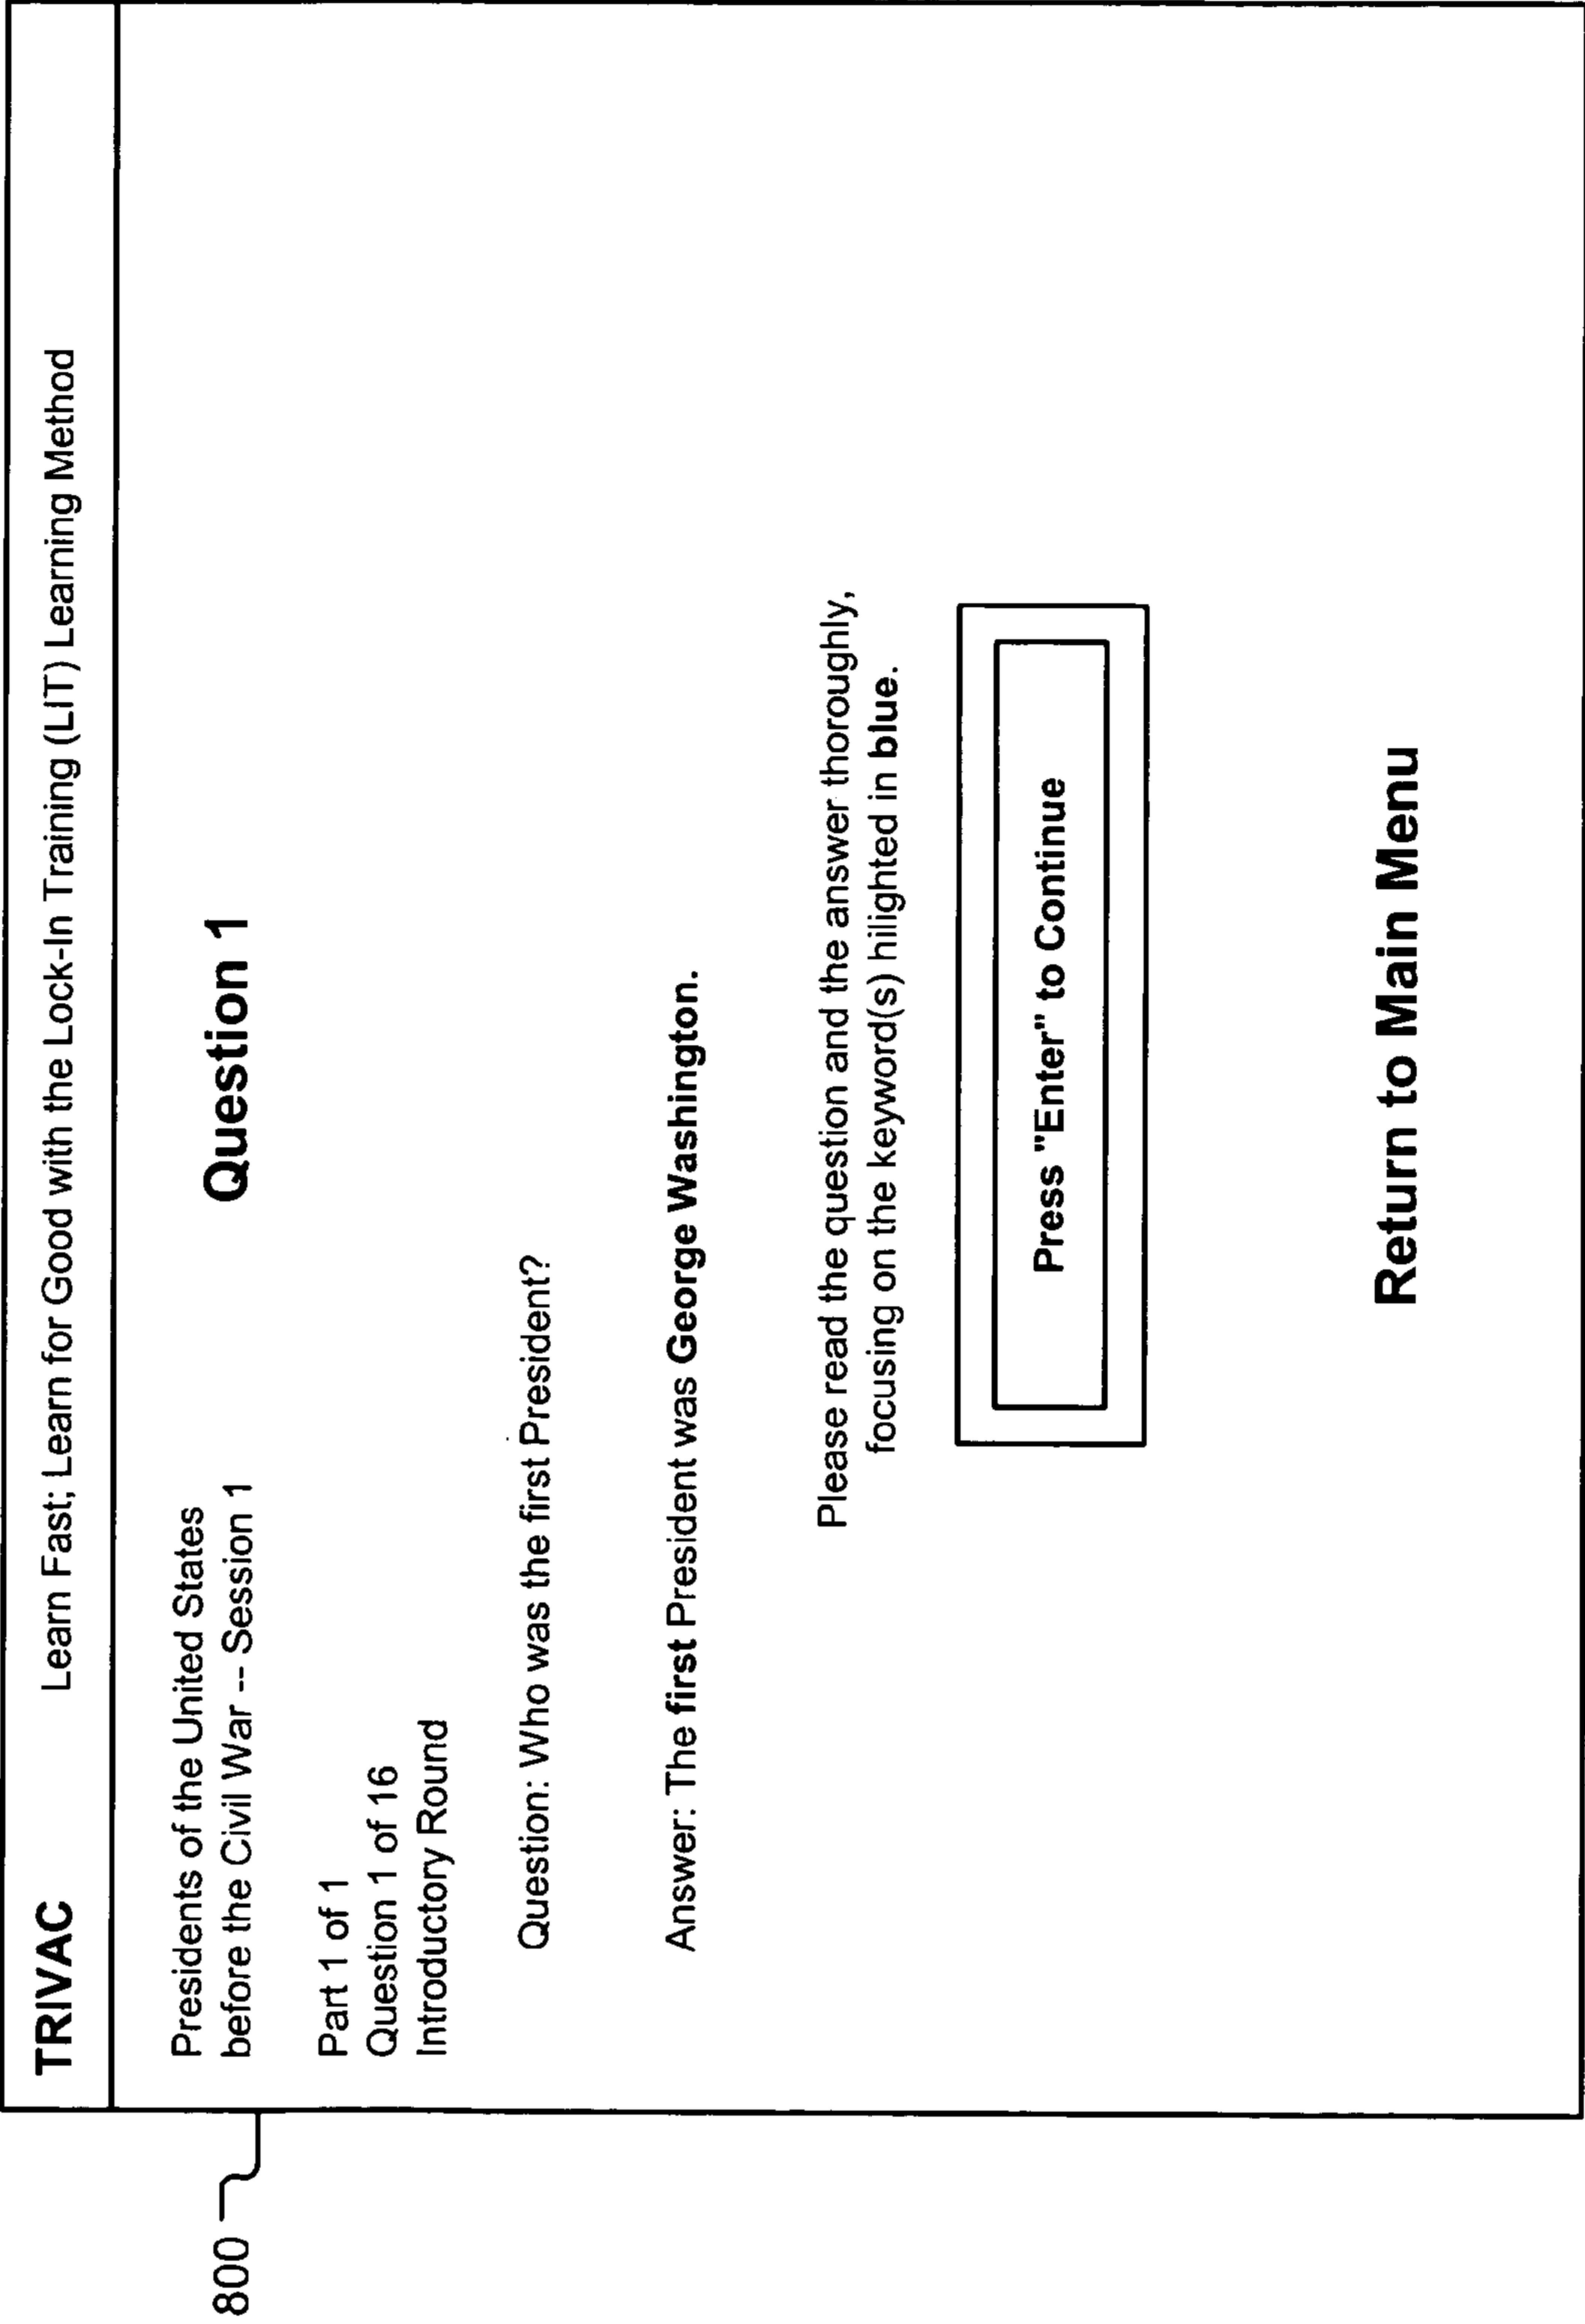 TRIVAC Learn Fast; Learn for Good with the Lock-In Training (LIT) Learning Method
Presidents of the United States
before the Civil War -- Session 1
Question 1
Part 1 of 1
Question 1 of 16
Introductory Round
Question: Who was the first President?
Answer: The first President was George Washington.
Please read the question and the answer thoroughly,
focusing on the keyword(s) hilighted in blue.
Press "Enter" to Continue
Return to Main Menu
800